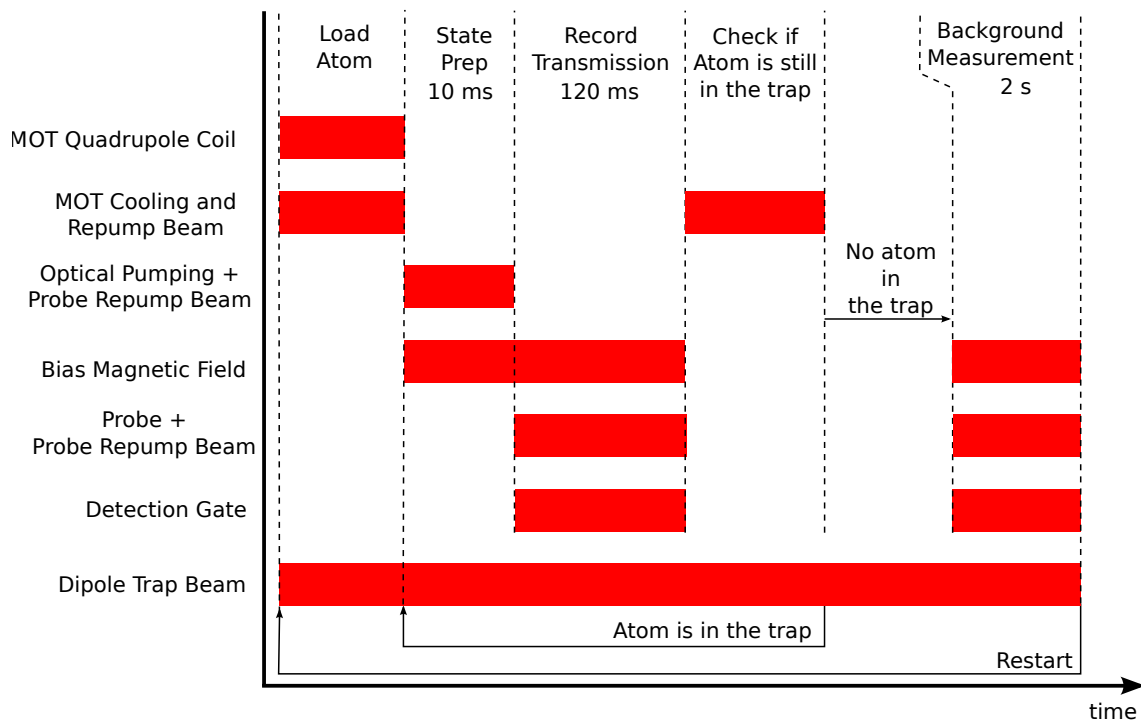 Load
Atom
State
Prep
10 ms
Record
Transmission
120 ms
Check if
Atom is still
in the trap
Background
Measurement
2 s
MOT Quadrupole Coil
MOT Cooling and
Repump Beam
Optical Pumping +
Probe Repump Beam
No atom
in
the trap
Bias Magnetic Field
Probe +
Probe Repump Beam
Detection Gate
Dipole Trap Beam
Atom is in the trap
Restart
time